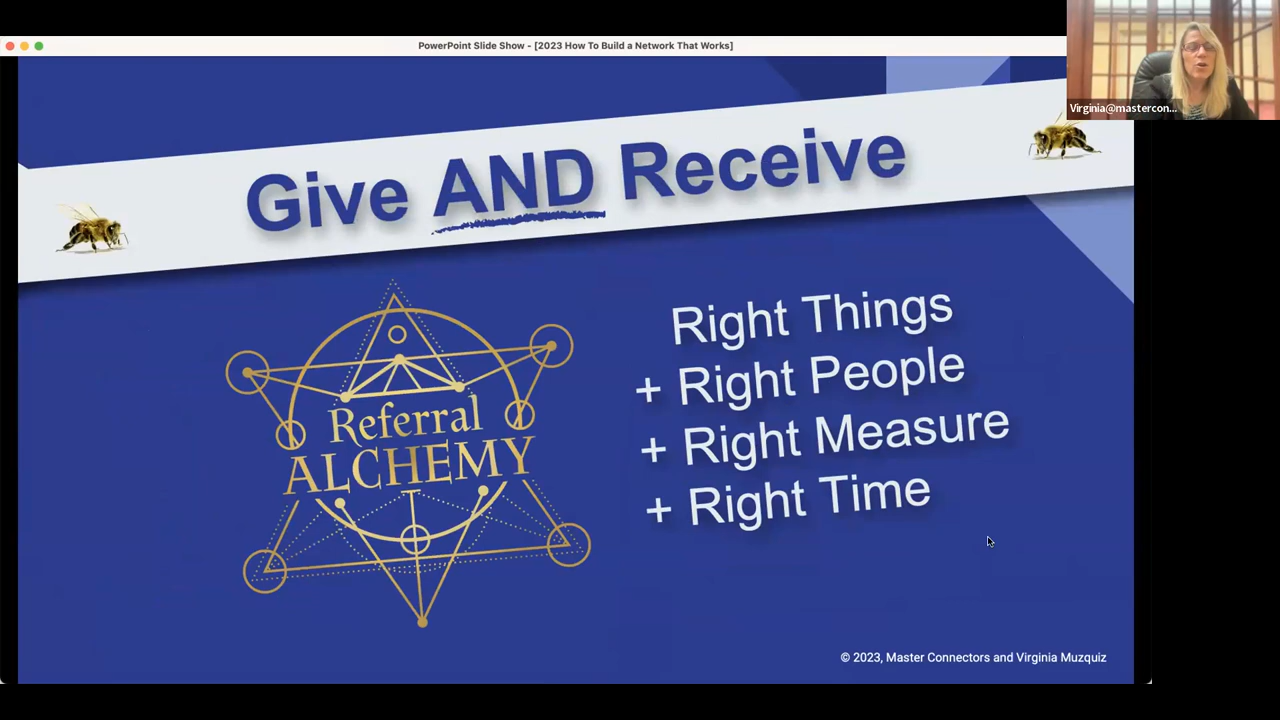 PowerPoint Slide Show - [2023 How To Build a Network That Works]
Virginia@mastercon...
Give AND Receive
Referral
ALCHEMY
Right Things
+ Right People
+ Right Measure
+ Right Time
© 2023, Master Connectors and Virginia Muzquiz